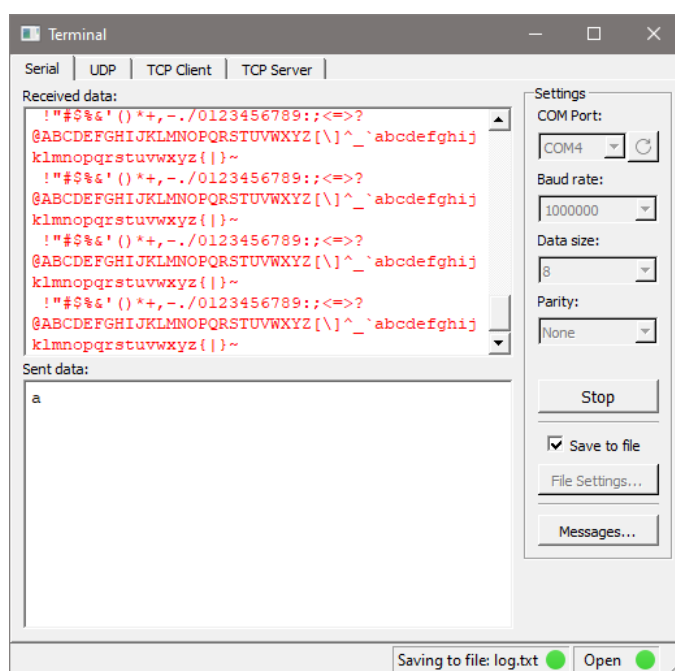 Terminal
Serial UDP TCP Client TCP Server
Received data:
 !"#$%&'()*+,-./0123456789:;<=>?
@ABCDEFGHIJKLMNOPQRSTUVWXYZ[\]^_`abcdefghij
klmnopqrstuvwxyz{|}~
 !"#$%&'()*+,-./0123456789:;<=>?
@ABCDEFGHIJKLMNOPQRSTUVWXYZ[\]^_`abcdefghij
klmnopqrstuvwxyz{|}~
 !"#$%&'()*+,-./0123456789:;<=>?
@ABCDEFGHIJKLMNOPQRSTUVWXYZ[\]^_`abcdefghij
klmnopqrstuvwxyz{|}~
 !"#$%&'()*+,-./0123456789:;<=>?
@ABCDEFGHIJKLMNOPQRSTUVWXYZ[\]^_`abcdefghij
klmnopqrstuvwxyz{|}~
Sent data:
a
Settings
COM Port:
COM4
Baud rate:
1000000
Data size:
8
Parity:
None
Stop
Save to file
File Settings...
Messages...
Saving to file: log.txt Open